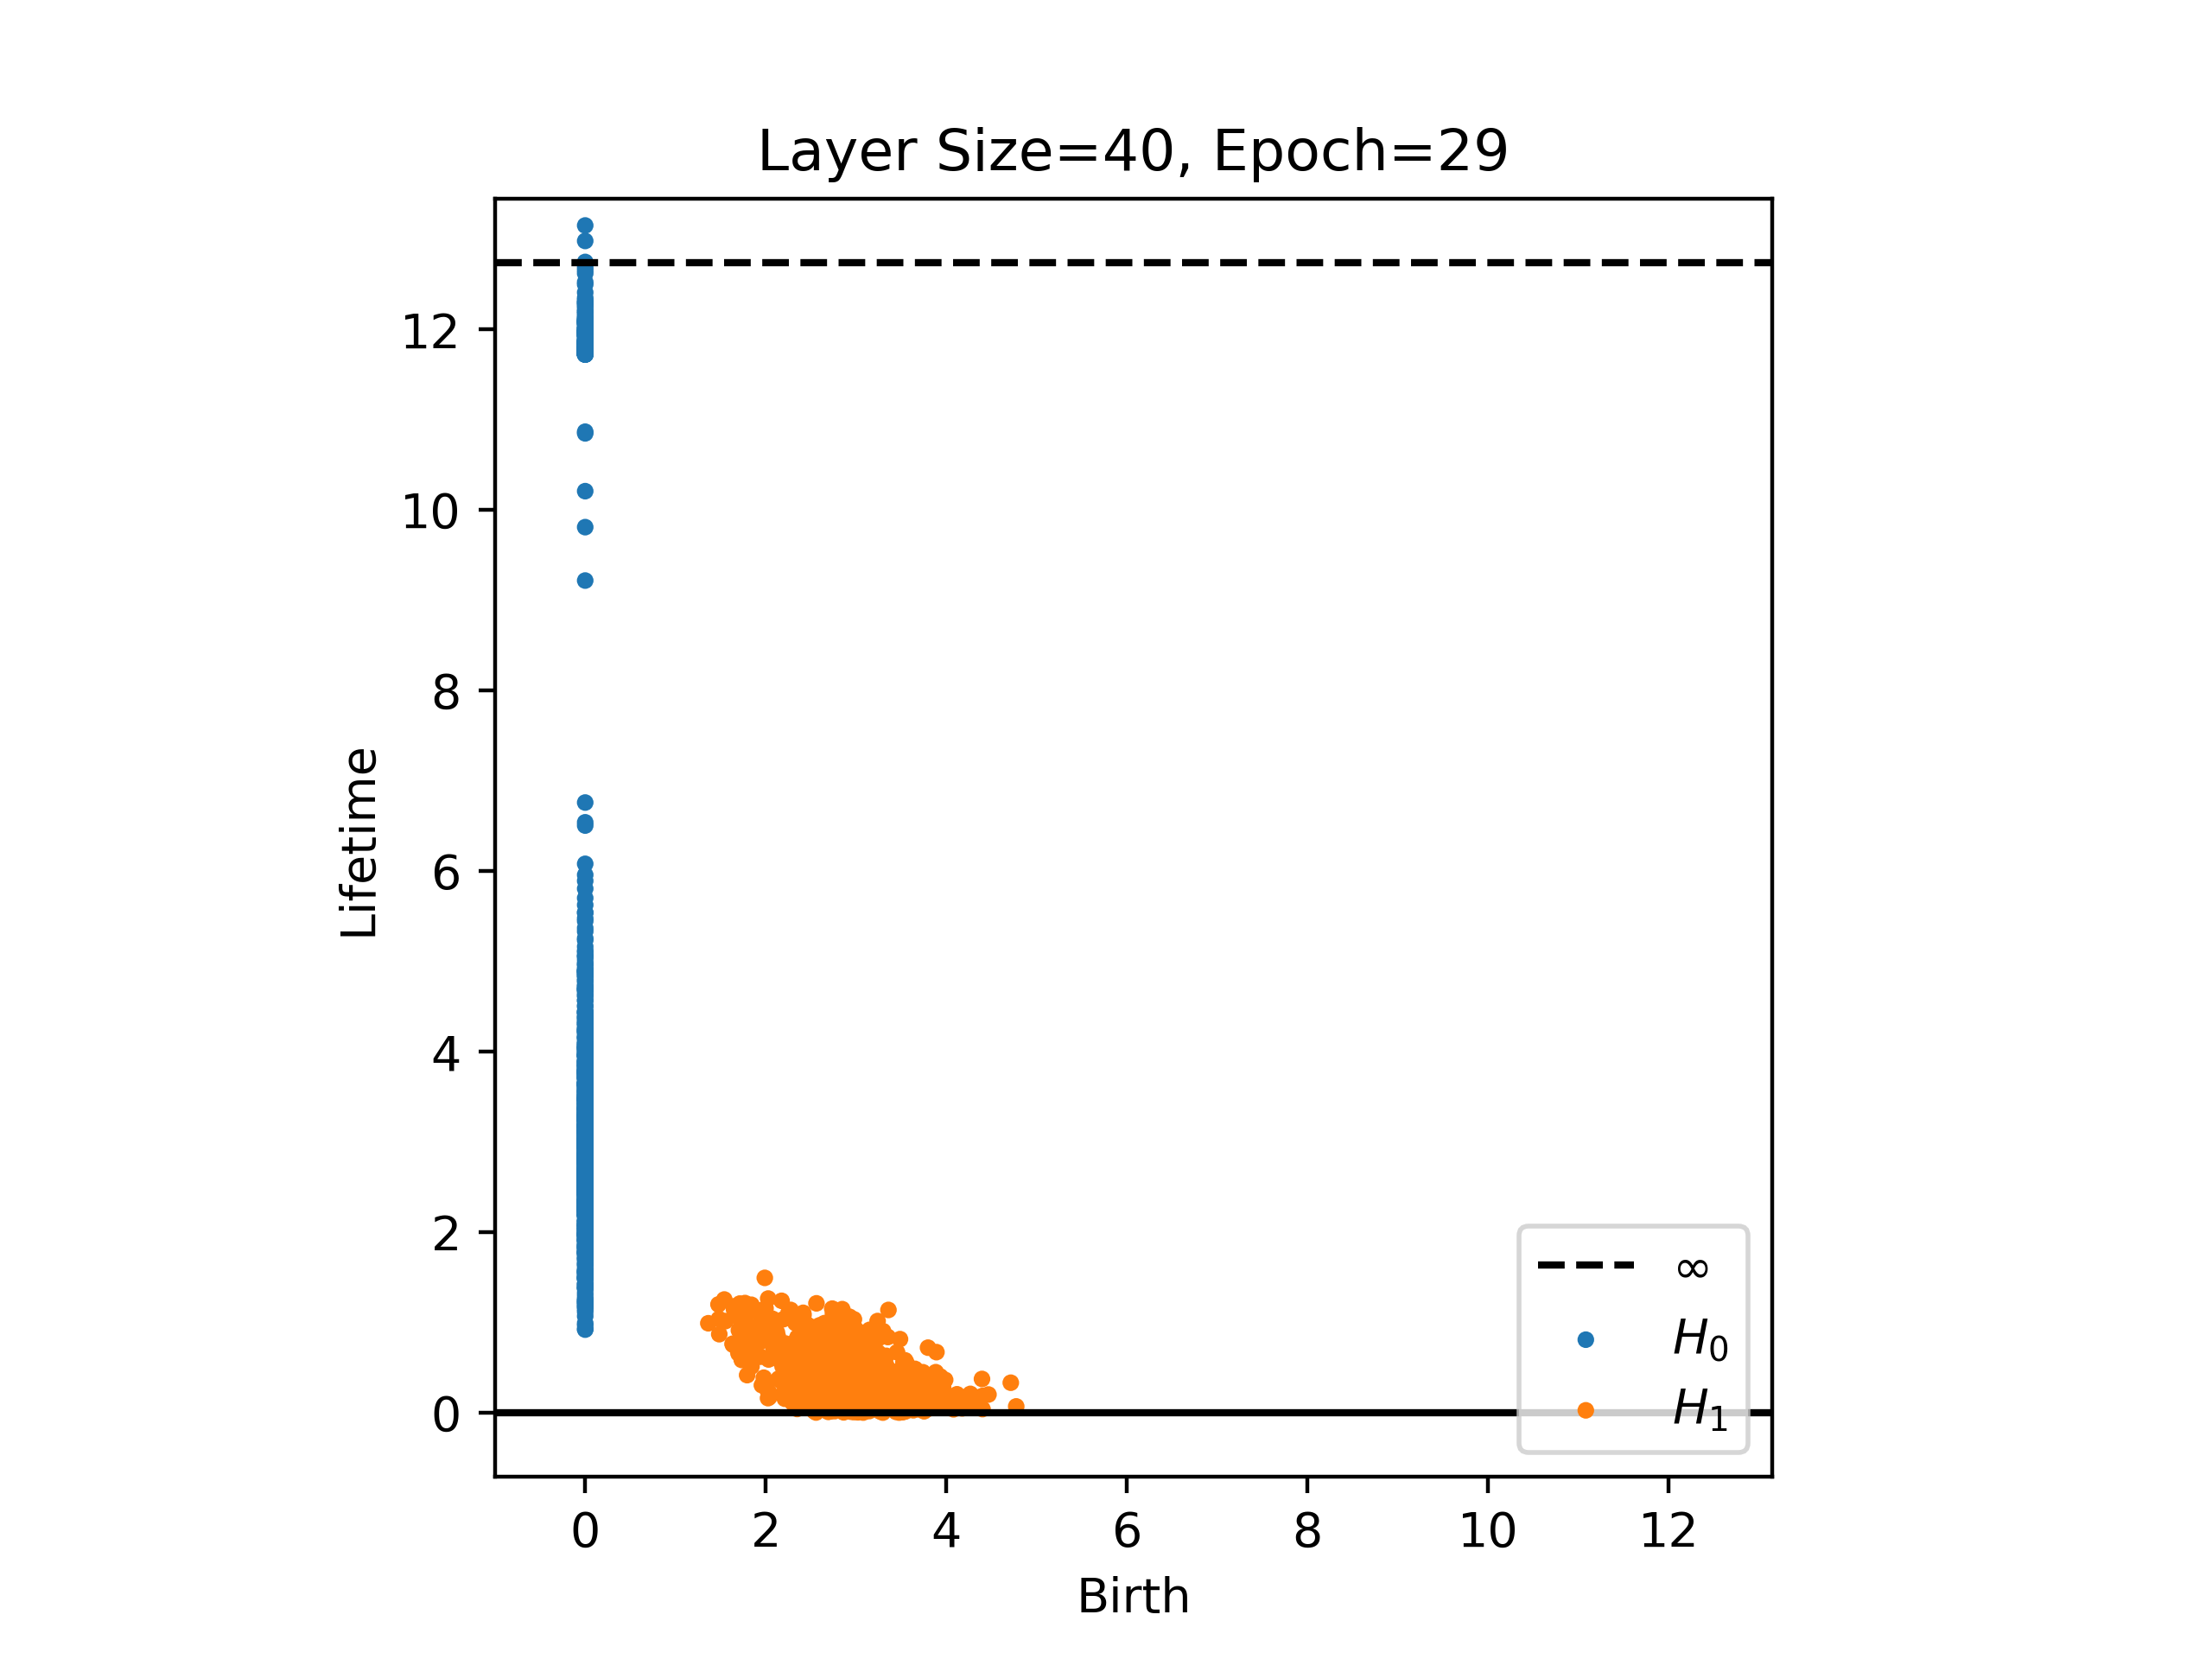 Layer Size=40, Epoch=29
12
10
8
6
4
2
0
Lifetime
0 2 4 6 8 10 12
Birth
∞
H₀
H₁